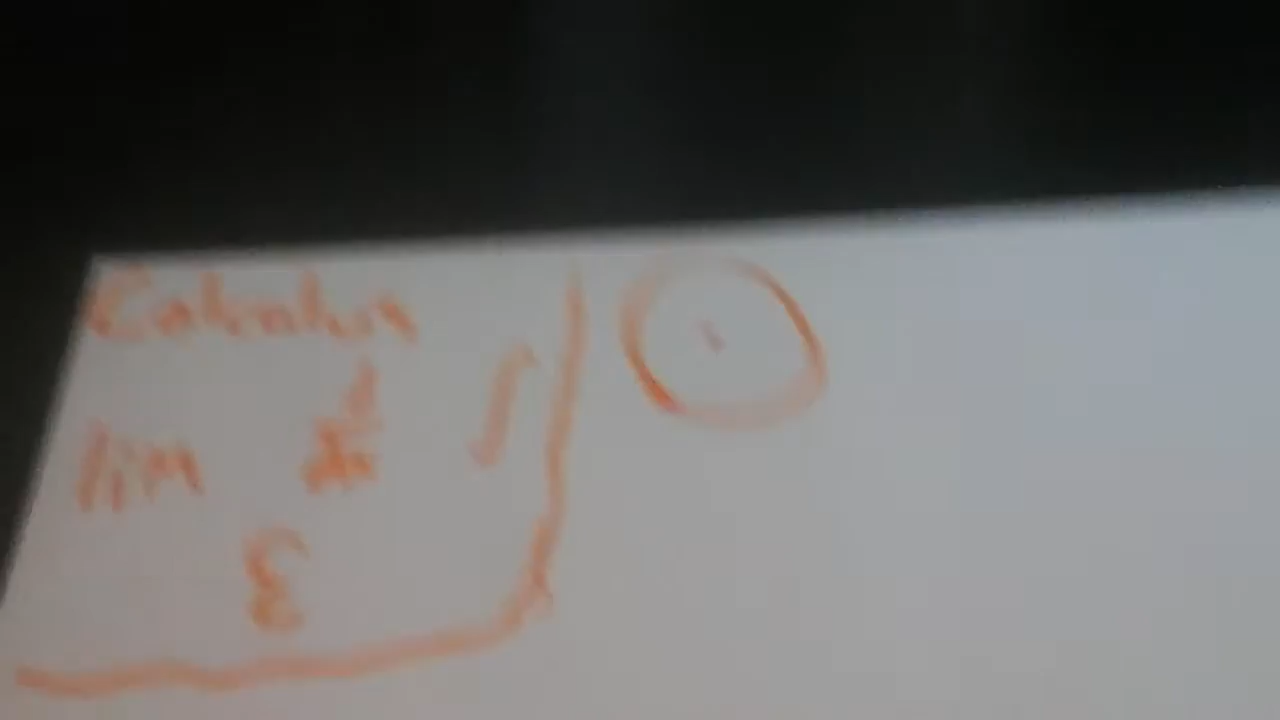 Calculus
lim d/dx ∫
Σ